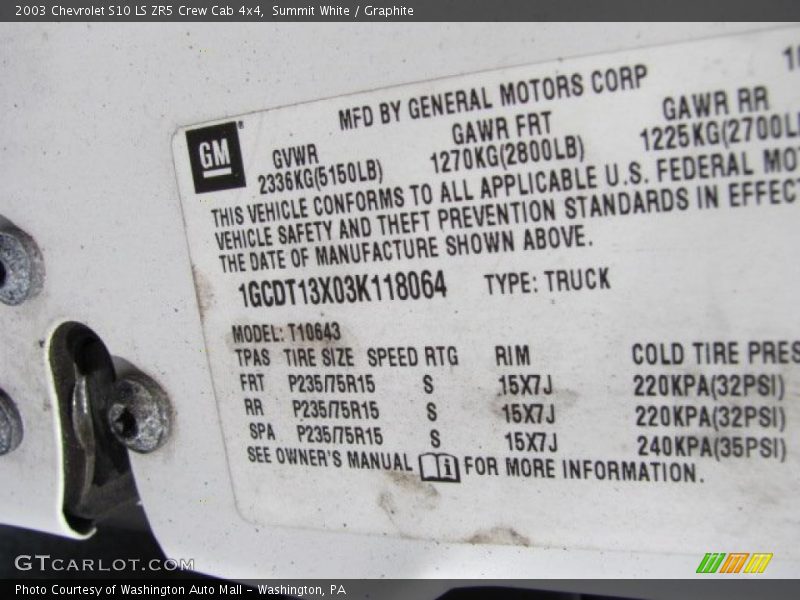 2003 Chevrolet S10 LS ZR5 Crew Cab 4x4, Summit White / Graphite
10
MFD BY GENERAL MOTORS CORP
GM
GVWR GAWR FRT GAWR RR
2336KG(5150LB) 1270KG(2800LB) 1225KG(2700LB
THIS VEHICLE CONFORMS TO ALL APPLICABLE U.S. FEDERAL MOT
VEHICLE SAFETY AND THEFT PREVENTION STANDARDS IN EFFECT
THE DATE OF MANUFACTURE SHOWN ABOVE.
1GCDT13X03K118064 TYPE: TRUCK
MODEL: T10643
TPAS TIRE SIZE SPEED RTG RIM COLD TIRE PRES
FRT P235/75R15 S 15X7J 220KPA(32PSI)
RR P235/75R15 S 15X7J 220KPA(32PSI)
SPA P235/75R15 S 15X7J 240KPA(35PSI)
SEE OWNER'S MANUAL i FOR MORE INFORMATION.
GTCARLOT.COM
Photo Courtesy of Washington Auto Mall - Washington, PA